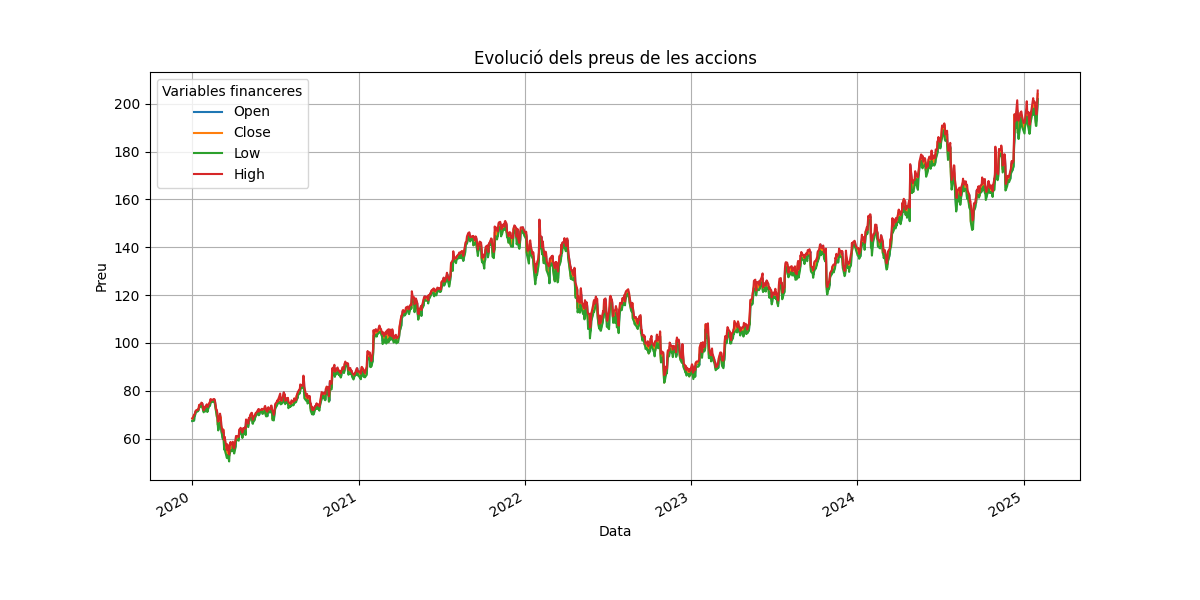 Evolució dels preus de les accions
Variables financeres
Open
Close
Low
High
Preu
200
180
160
140
120
100
80
60
2020
2021
2022
2023
2024
2025
Data